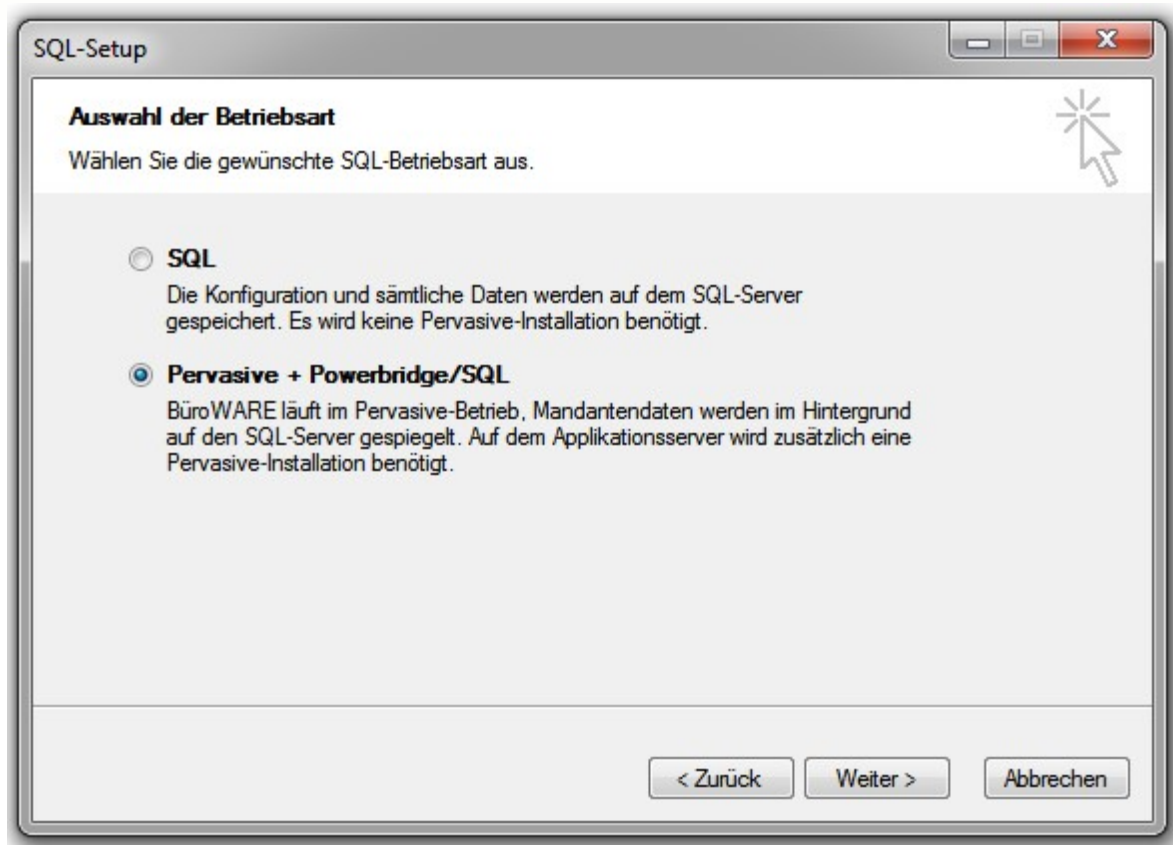 SQL-Setup
Auswahl der Betriebsart
Wählen Sie die gewünschte SQL-Betriebsart aus.
SQL
Die Konfiguration und sämtliche Daten werden auf dem SQL-Server
gespeichert. Es wird keine Pervasive-Installation benötigt.
Pervasive + Powerbridge/SQL
BüroWARE läuft im Pervasive-Betrieb, Mandantendaten werden im Hintergrund
auf den SQL-Server gespiegelt. Auf dem Applikationsserver wird zusätzlich eine
Pervasive-Installation benötigt.
< Zurück Weiter > Abbrechen